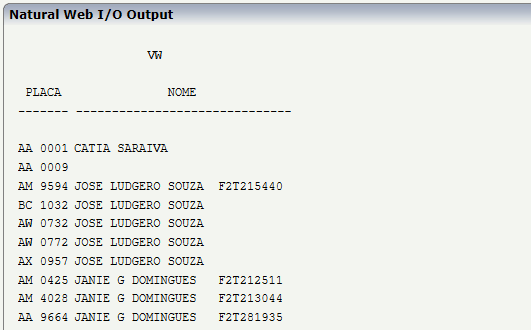 Natural Web I/O Output
VW
PLACA NOME
------- ------------------------------
AA 0001 CATIA SARAIVA
AA 0009
AM 9594 JOSE LUDGERO SOUZA F2T215440
BC 1032 JOSE LUDGERO SOUZA
AW 0732 JOSE LUDGERO SOUZA
AW 0772 JOSE LUDGERO SOUZA
AX 0957 JOSE LUDGERO SOUZA
AM 0425 JANIE G DOMINGUES F2T212511
AM 4028 JANIE G DOMINGUES F2T213044
AA 9664 JANIE G DOMINGUES F2T281935